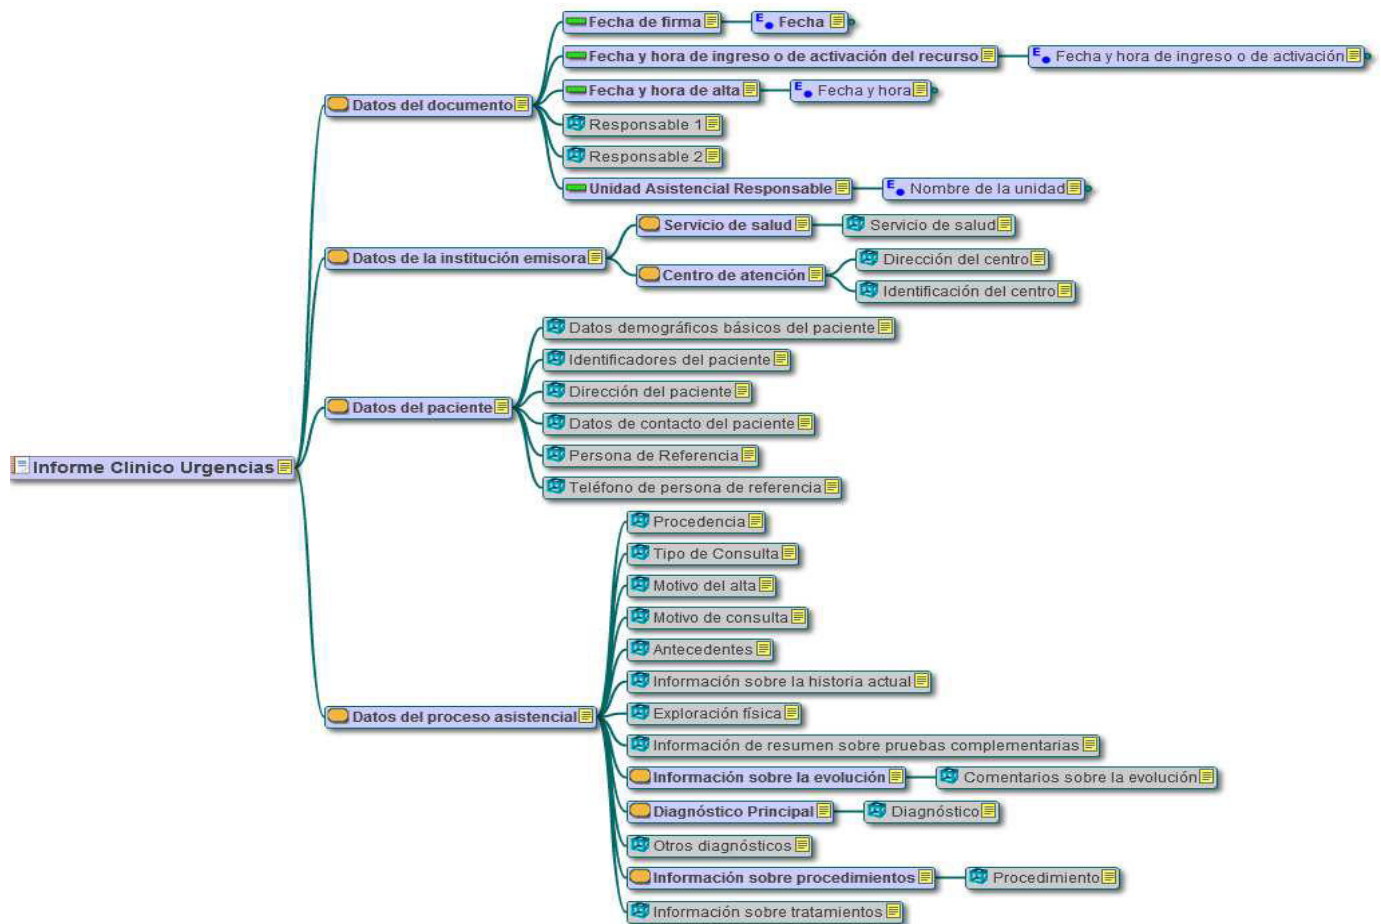 Informe Clinico Urgencias
Datos del documento
Fecha de firma
E Fecha
Fecha y hora de ingreso o de activación del recurso
E Fecha y hora de ingreso o de activación
Fecha y hora de alta
E Fecha y hora
Responsable 1
Responsable 2
Unidad Asistencial Responsable
E Nombre de la unidad
Datos de la institución emisora
Servicio de salud
Servicio de salud
Centro de atención
Dirección del centro
Identificación del centro
Datos del paciente
Datos demográficos básicos del paciente
Identificadores del paciente
Dirección del paciente
Datos de contacto del paciente
Persona de Referencia
Teléfono de persona de referencia
Datos del proceso asistencial
Procedencia
Tipo de Consulta
Motivo del alta
Motivo de consulta
Antecedentes
Información sobre la historia actual
Exploración física
Información de resumen sobre pruebas complementarias
Información sobre la evolución
Comentarios sobre la evolución
Diagnóstico Principal
Diagnóstico
Otros diagnósticos
Información sobre procedimientos
Procedimiento
Información sobre tratamientos